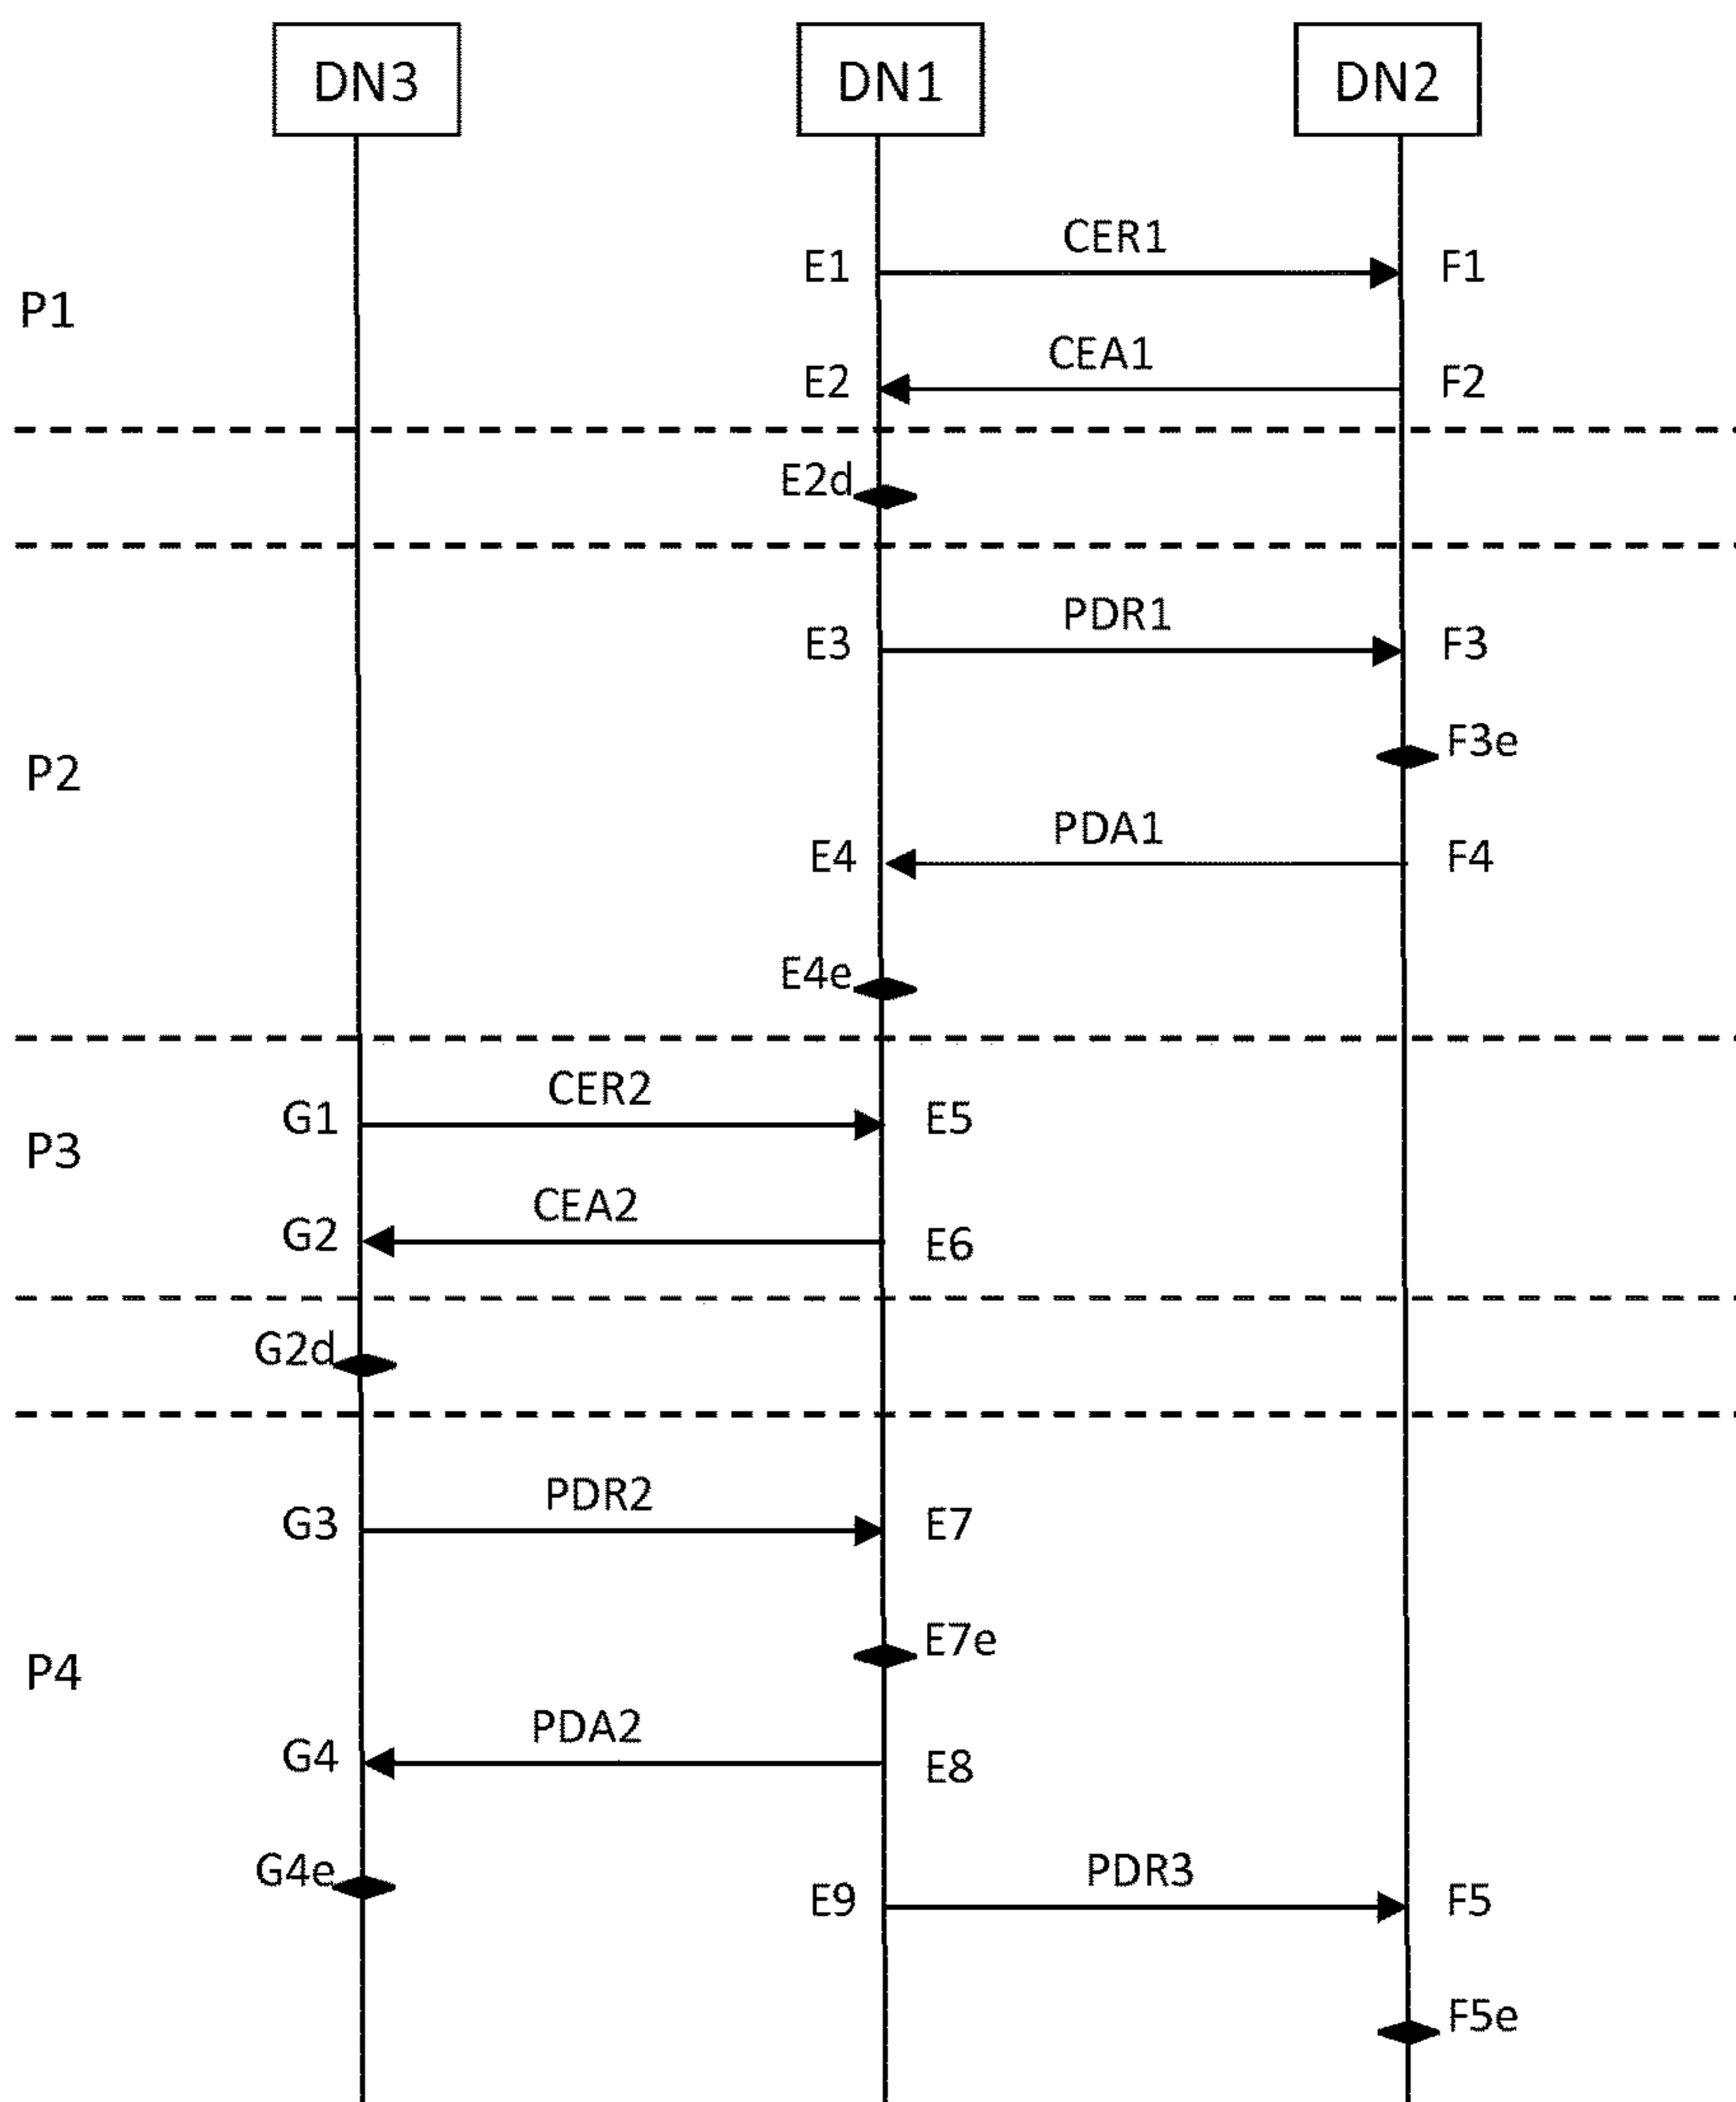 DN3 DN1 DN2
CER1
E1 F1
P1
CEA1
E2 F2
E2d
PDR1
E3 F3
F3e
P2
PDA1
E4 F4
E4e
CER2
G1 E5
P3
CEA2
G2 E6
G2d
PDR2
G3 E7
E7e
P4
PDA2
G4 E8
G4e PDR3
E9 F5
F5e